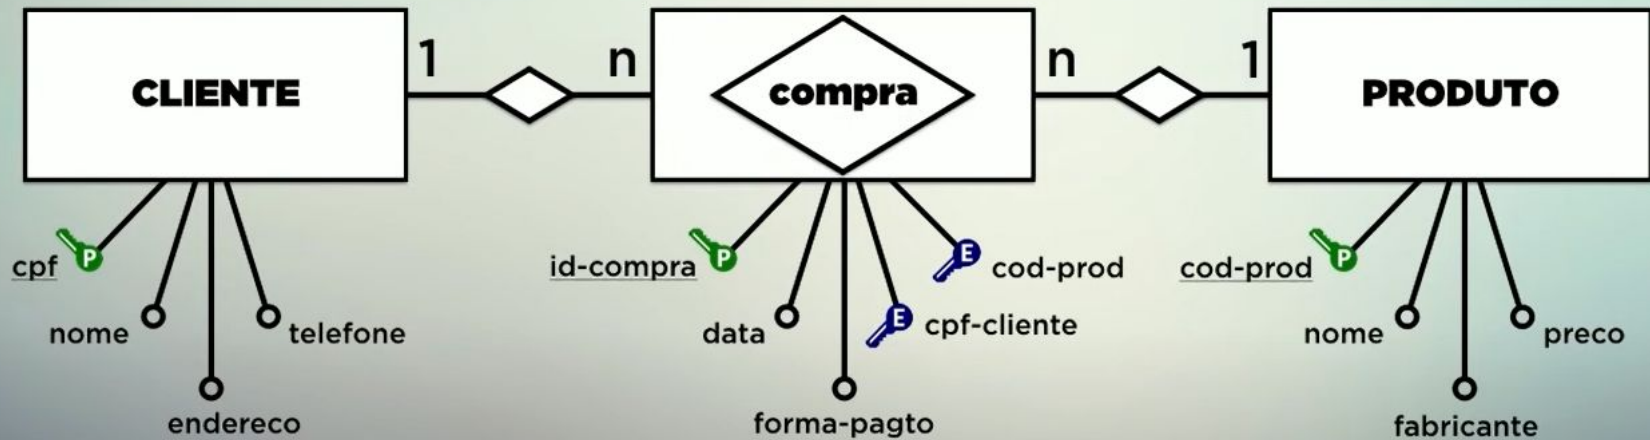 CLIENTE
1
n
compra
n
1
PRODUTO
cpf
P
nome
telefone
endereco
id-compra
P
data
forma-pagto
E
cpf-cliente
E
cod-prod
cod-prod
P
nome
preco
fabricante